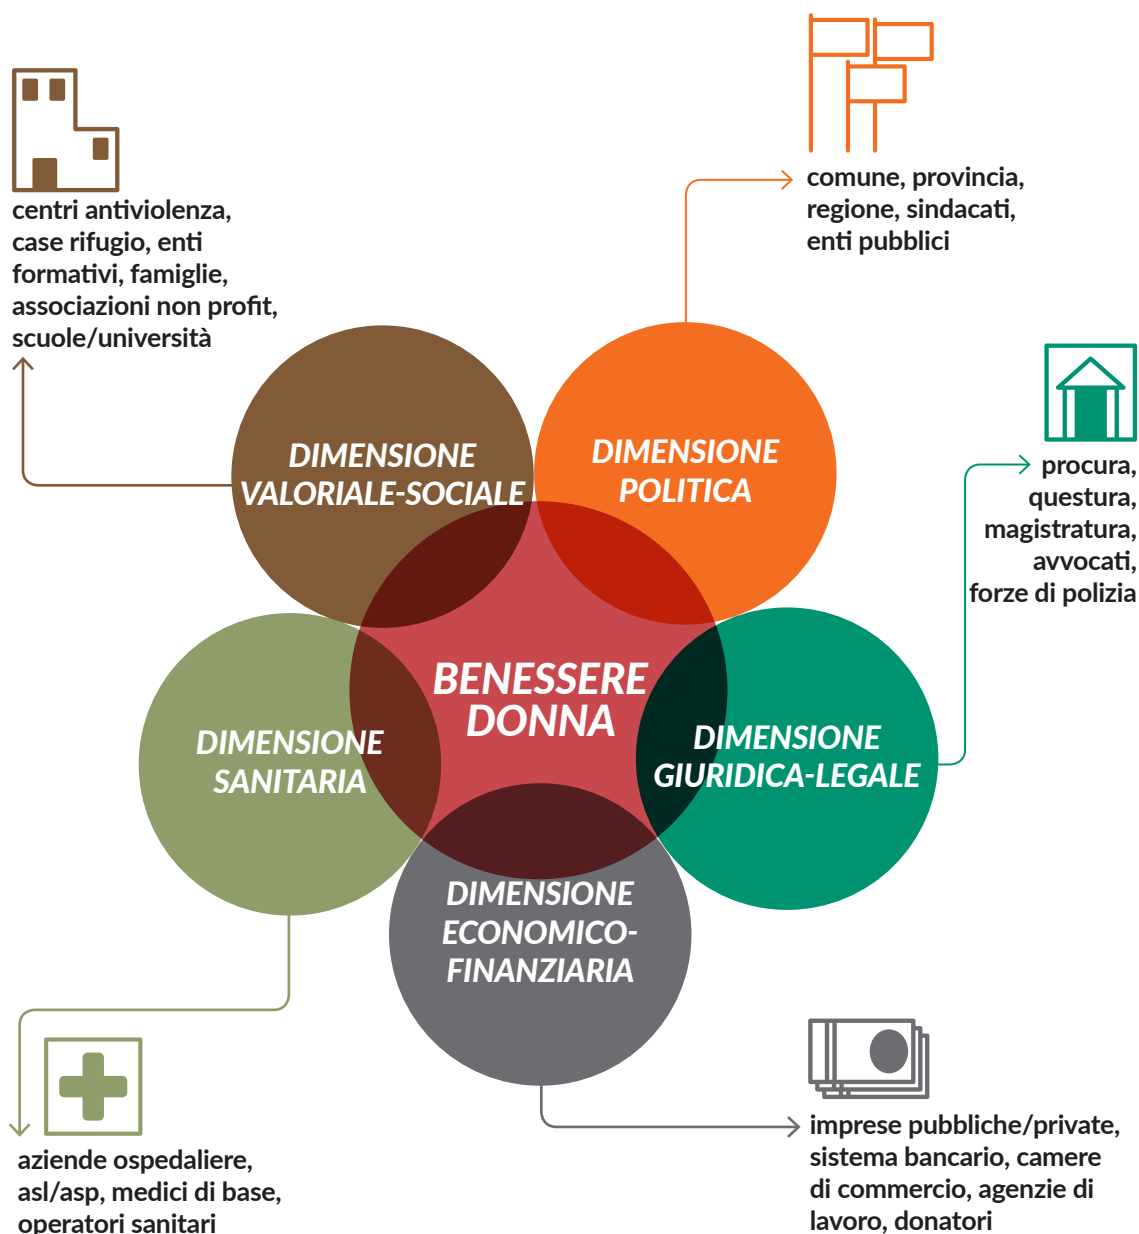 comune, provincia,
regione, sindacati,
enti pubblici
centri antiviolenza,
case rifugio, enti
formativi, famiglie,
associazioni non profit,
scuole/università
DIMENSIONE
VALORIALE-SOCIALE
DIMENSIONE
POLITICA
procura,
questura,
magistratura,
avvocati,
forze di polizia
BENESSERE
DONNA
DIMENSIONE
SANITARIA
DIMENSIONE
GIURIDICA-LEGALE
DIMENSIONE
ECONOMICO-
FINANZIARIA
aziende ospedaliere,
asl/asp, medici di base,
operatori sanitari
imprese pubbliche/private,
sistema bancario, camere
di commercio, agenzie di
lavoro, donatori